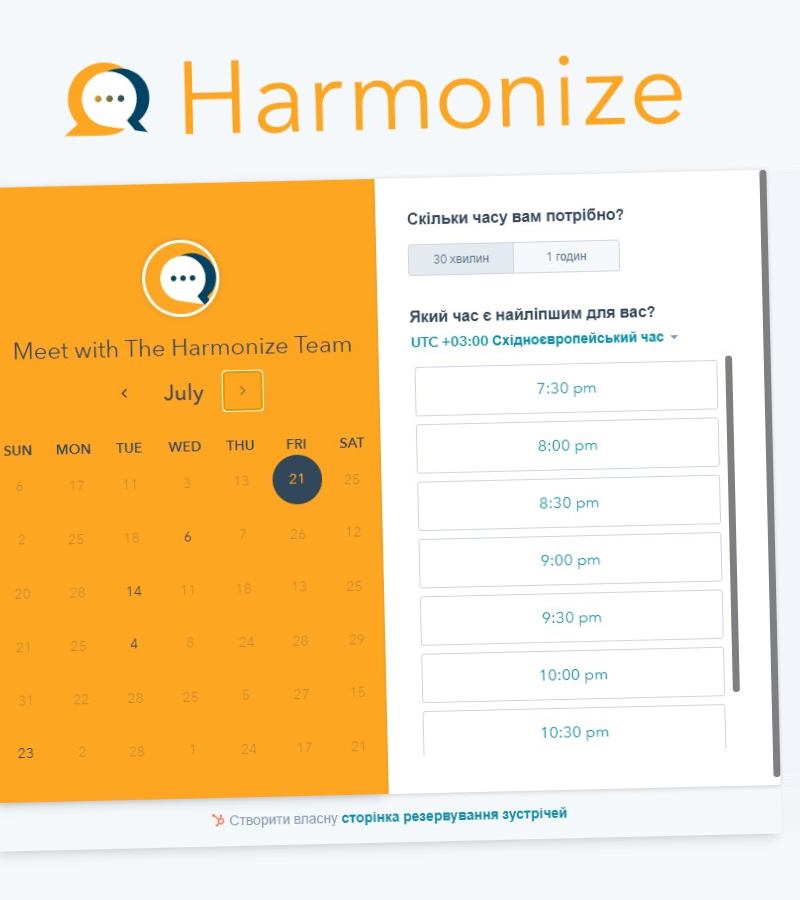 Harmonize
Meet with The Harmonize Team
July
SUN MON TUE WED THU FRI SAT
6 17 11 3 13 21 25
2 25 18 6 7 26 12
20 28 14 11 18 13 25
21 25 4 8 24 28 29
31 22 28 25 5 27 15
23 2 28 1 24 17 21
Скільки часу вам потрібно?
30 хвилин 1 годин
Який час є найліпшим для вас?
UTC +03:00 Східноєвропейський час
7:30 pm
8:00 pm
8:30 pm
9:00 pm
9:30 pm
10:00 pm
10:30 pm
Створити власну сторінка резервування зустрічей